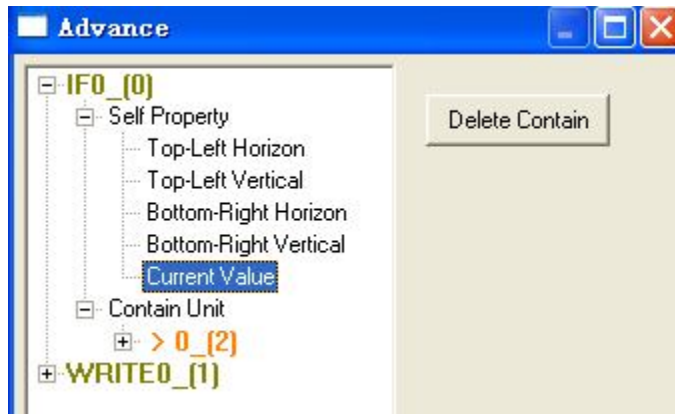 Advance
IF0_(0)
Self Property
Delete Contain
Top-Left Horizon
Top-Left Vertical
Bottom-Right Horizon
Bottom-Right Vertical
Current Value
Contain Unit
> 0_(2)
WRITE0_(1)